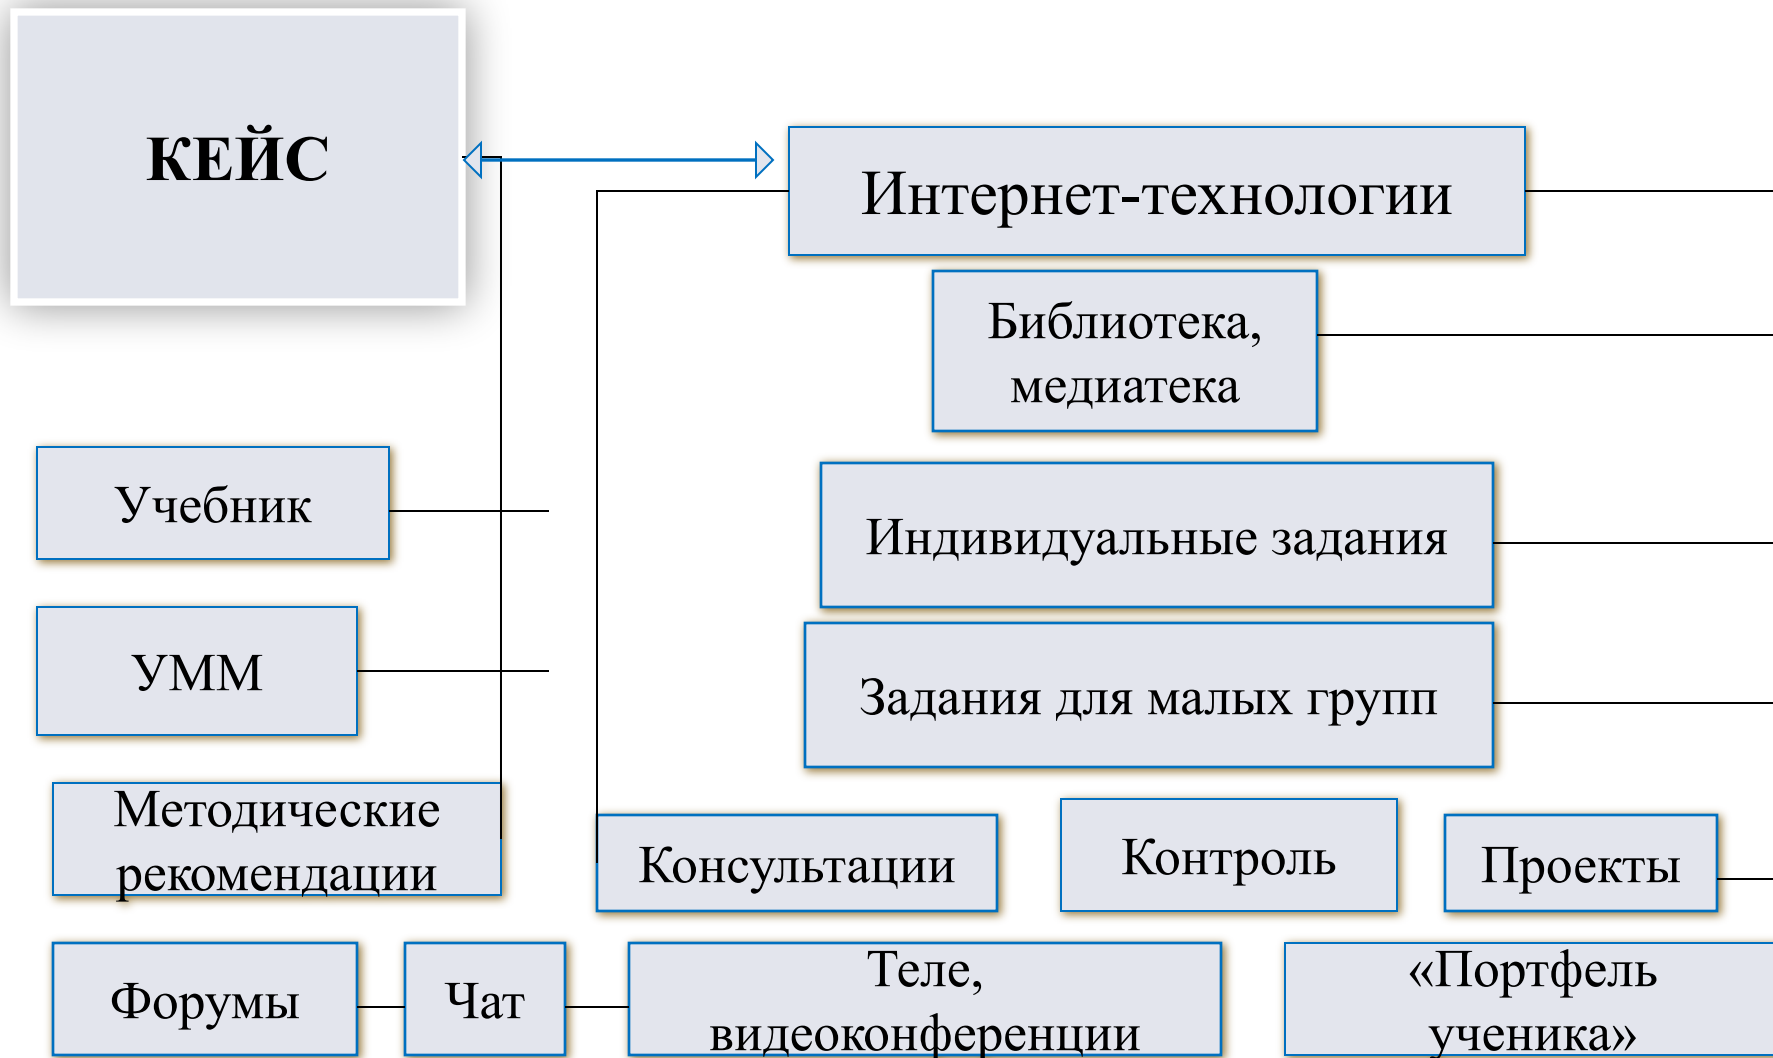 КЕЙС
Интернет-технологии
Библиотека,
медиатека
Учебник
Индивидуальные задания
УММ
Задания для малых групп
Методические
рекомендации
Консультации
Контроль
Проекты
Форумы
Чат
Теле,
видеоконференции
«Портфель
ученика»